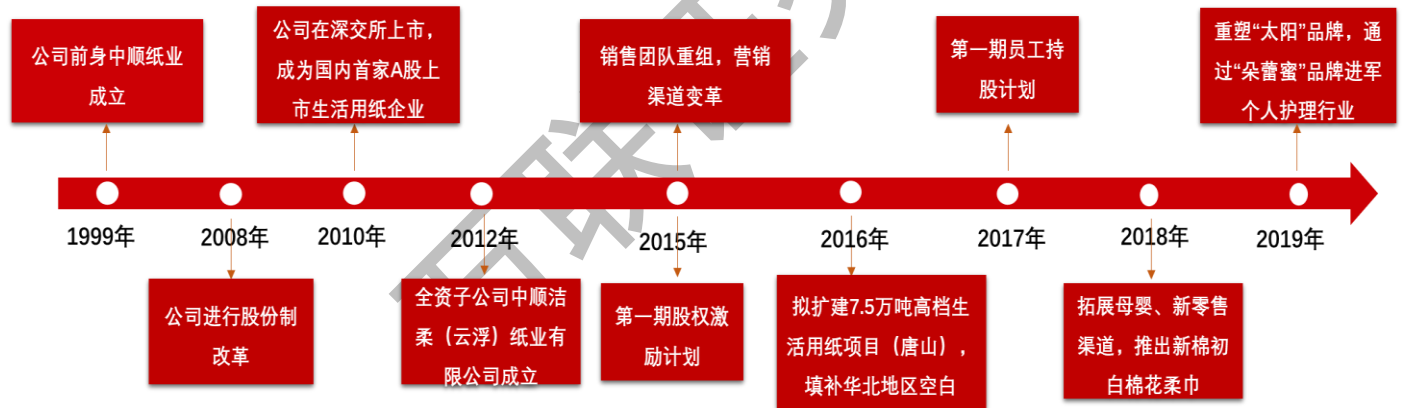 公司前身中顺纸业
成立
公司在深交所上市，
成为国内首家A股上
市生活用纸企业
销售团队重组，营销
渠道变革
第一期员工持
股计划
重塑“太阳”品牌，通
过“朵蕾蜜”品牌进军
个人护理行业
1999年
2008年
2010年
2012年
2015年
2016年
2017年
2018年
2019年
公司进行股份制
改革
全资子公司中顺洁
柔（云浮）纸业有
限公司成立
第一期股权激
励计划
拟扩建7.5万吨高档生
活用纸项目（唐山），
填补华北地区空白
拓展母婴、新零售
渠道，推出新棉初
白棉花柔巾